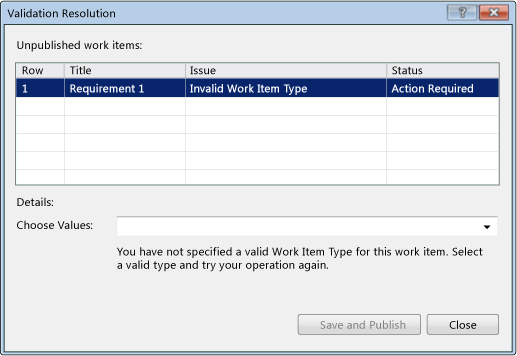 Validation Resolution
Unpublished work items:
Row Title Issue Status
1 Requirement 1 Invalid Work Item Type Action Required
Details:
Choose Values:
You have not specified a valid Work Item Type for this work item. Select
a valid type and try your operation again.
Save and Publish Close